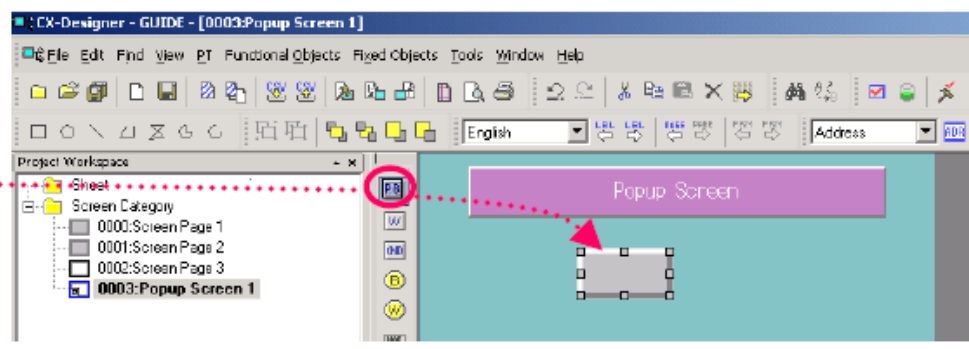 CX-Designer - GUIDE - [0003:Popup Screen 1]
File Edit Find View PT Functional Objects Fixed Objects Tools Window Help
English Address
Project Workspace
Sheet
Screen Category
0000:Screen Page 1
0001:Screen Page 2
0002:Screen Page 3
0003:Popup Screen 1
Popup Screen
PB
W
CMD
B
W